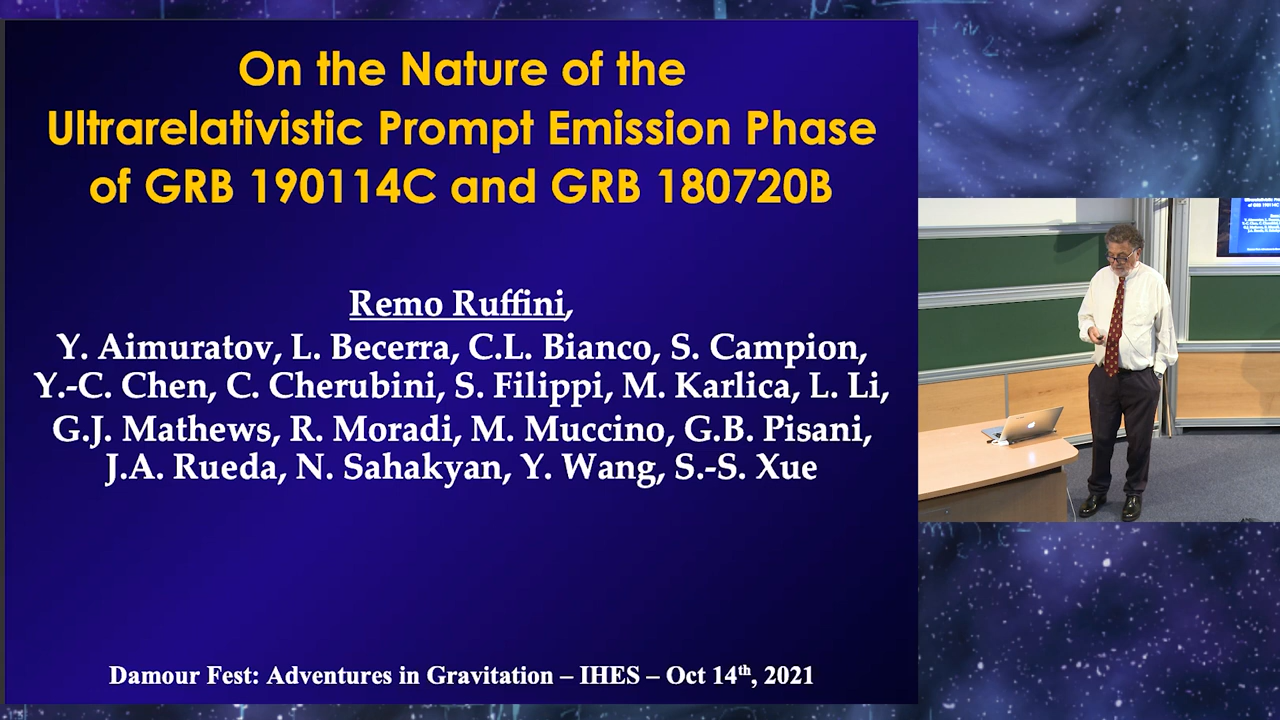 On the Nature of the
Ultrarelativistic Prompt Emission Phase
of GRB 190114C and GRB 180720B
Remo Ruffini,
Y. Aimuratov, L. Becerra, C.L. Bianco, S. Campion,
Y.-C. Chen, C. Cherubini, S. Filippi, M. Karlica, L. Li,
G.J. Mathews, R. Moradi, M. Muccino, G.B. Pisani,
J.A. Rueda, N. Sahakyan, Y. Wang, S.-S. Xue
Damour Fest: Adventures in Gravitation – IHES – Oct 14th, 2021